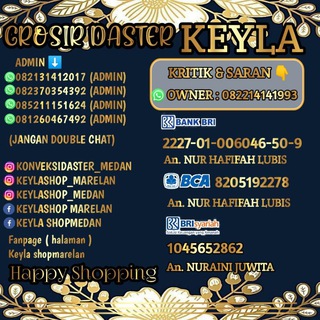 GROSIR DASTER KEYLA
ADMIN
082131412017 (ADMIN)
082370354392 (ADMIN)
085211151624 (ADMIN)
081260467492 (ADMIN)
(JANGAN DOUBLE CHAT)
KONVEKSIDASTER_MEDAN
KEYLASHOP_MARELAN
KEYLASHOP_MEDAN
KEYLASHOP MARELAN
KEYLA SHOPMEDAN
Fanpage ( halaman )
Keyla shopmarelan
Happy Shopping
KRITIK & SARAN
OWNER : 082214141993
BANK BRI
2227-01-006046-50-9
An. NUR HAFIFAH LUBIS
BCA 8205192278
An. NUR HAFIFAH LUBIS
BRIsyariah
1045652862
An. NURAINI JUWITA